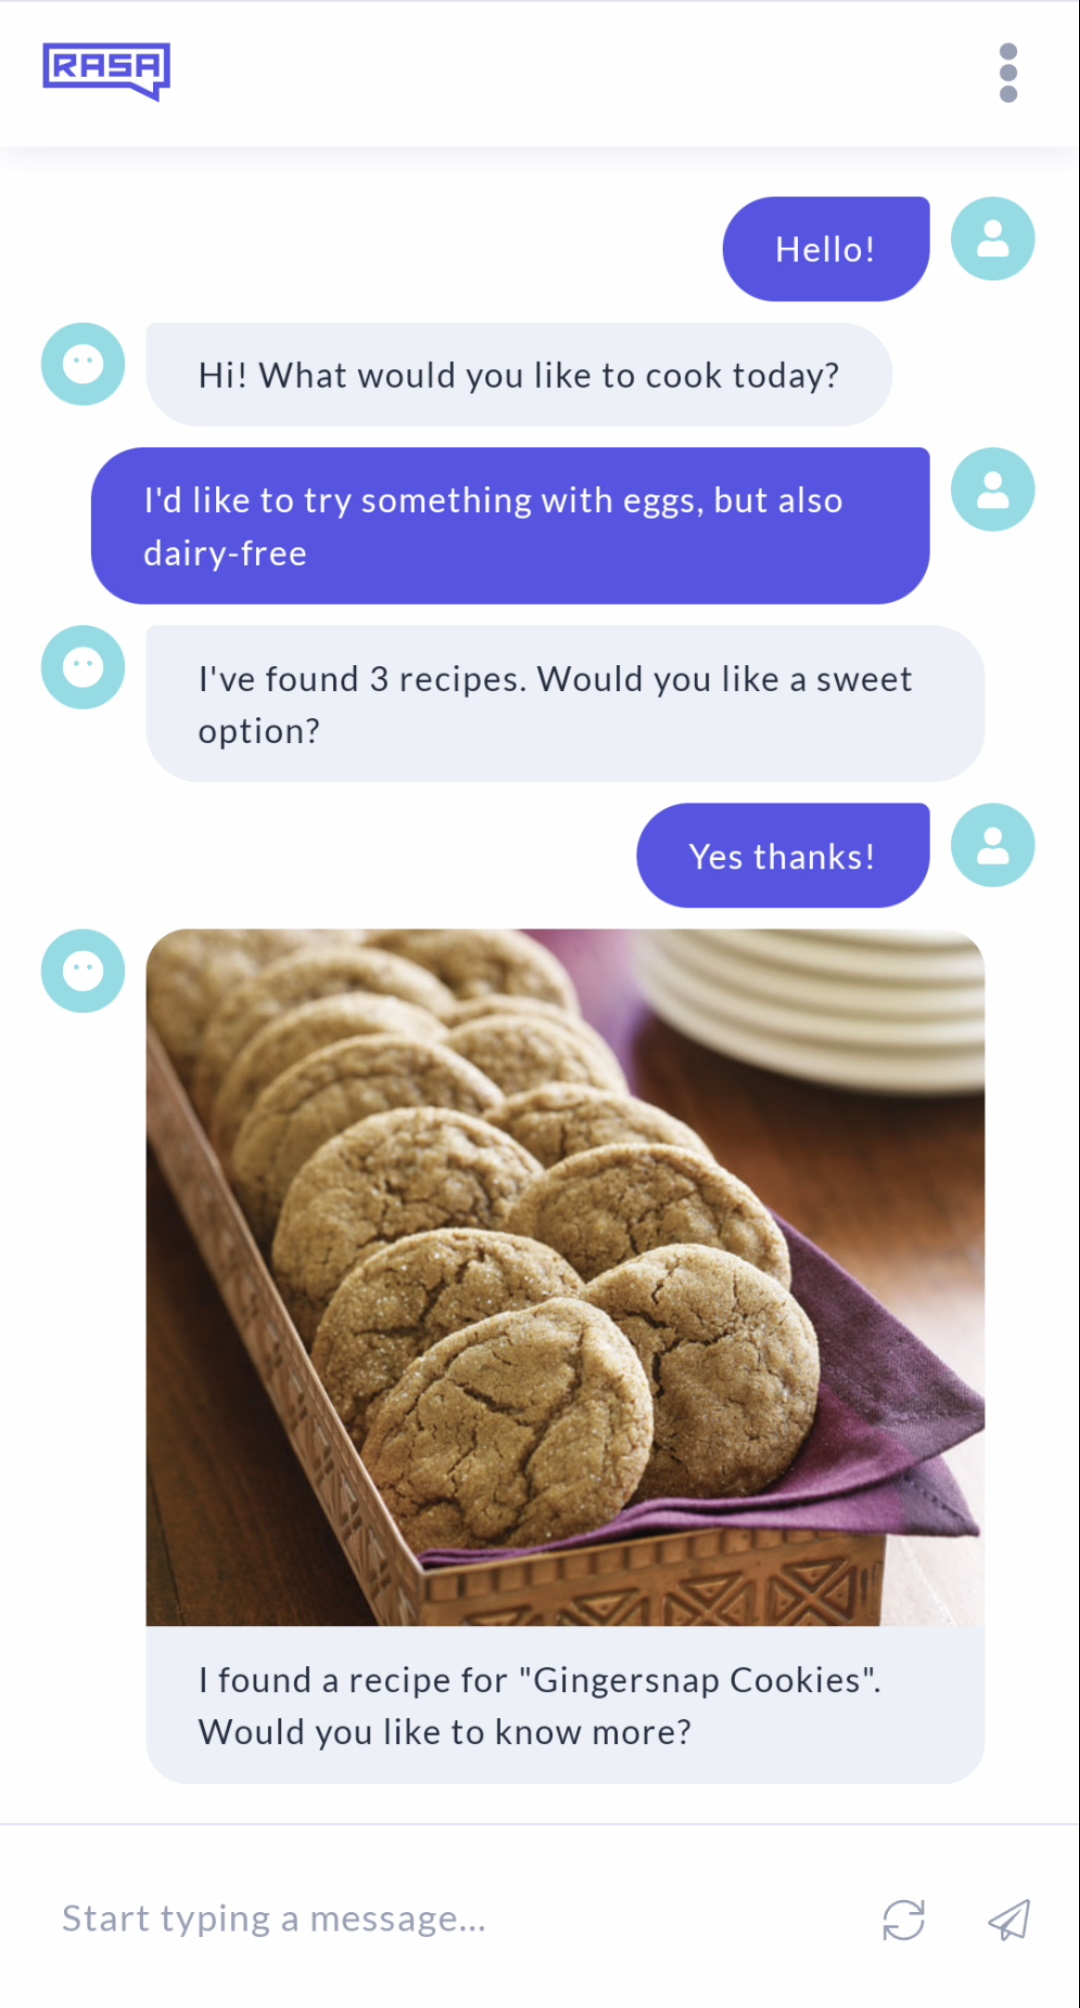 RASA
Hello!
Hi! What would you like to cook today?
I'd like to try something with eggs, but also
dairy-free
I've found 3 recipes. Would you like a sweet
option?
Yes thanks!
I found a recipe for "Gingersnap Cookies".
Would you like to know more?
Start typing a message...